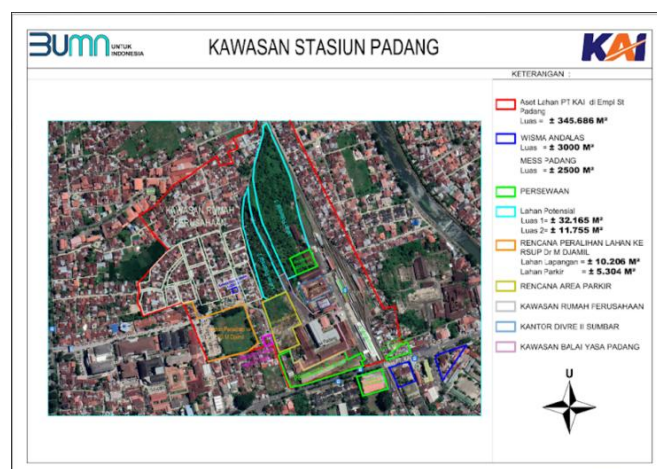 BUMN UNTUK
INDONESIA
KAWASAN STASIUN PADANG
KAI
KETERANGAN :
Aset Lahan PT KAI di Empl St
Padang
Luas = ± 345.686 M²
WISMA ANDALAS
Luas = ± 3000 M²
MESS PADANG
Luas = ± 2500 M²
PERSEWAAN
Lahan Potensial
Luas 1= ± 32.165 M²
Luas 2= ± 11.755 M²
RENCANA PERALIHAN LAHAN KE
RSUP Dr M DJAMIL
Lahan Lapangan = ± 10.206 M²
Lahan Parkir = ± 5.304 M²
RENCANA AREA PARKIR
KAWASAN RUMAH PERUSAHAAN
KANTOR DIVRE II SUMBAR
KAWASAN BALAI YASA PADANG
U
KAWASAN RUMAH
PERUSAHAAN